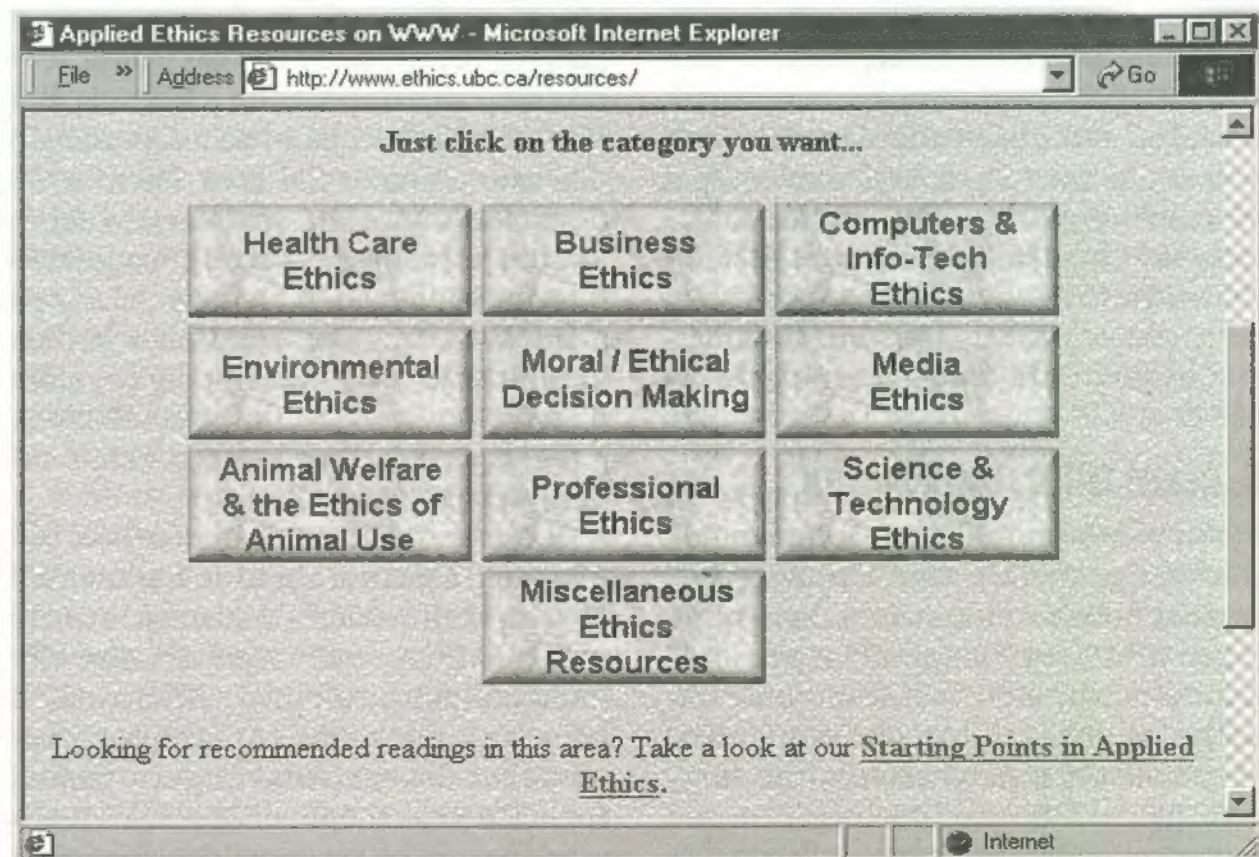 Applied Ethics Resources on WWW - Microsoft Internet Explorer
File » Address http://www.ethics.ubc.ca/resources/ Go
Just click on the category you want...
Health Care
Ethics
Business
Ethics
Computers &
Info-Tech
Ethics
Environmental
Ethics
Moral / Ethical
Decision Making
Media
Ethics
Animal Welfare
& the Ethics of
Animal Use
Professional
Ethics
Science &
Technology
Ethics
Miscellaneous
Ethics
Resources
Looking for recommended readings in this area? Take a look at our Starting Points in Applied
Ethics.
Internet